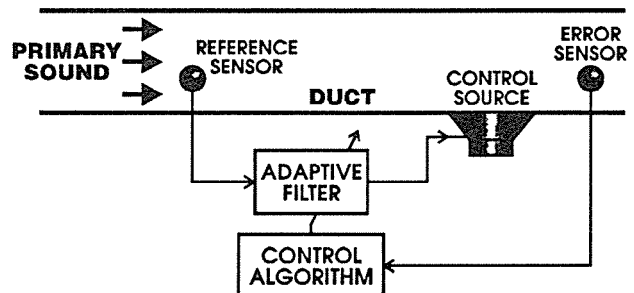 PRIMARY
SOUND
REFERENCE
SENSOR
DUCT
CONTROL
SOURCE
ERROR
SENSOR
ADAPTIVE
FILTER
CONTROL
ALGORITHM